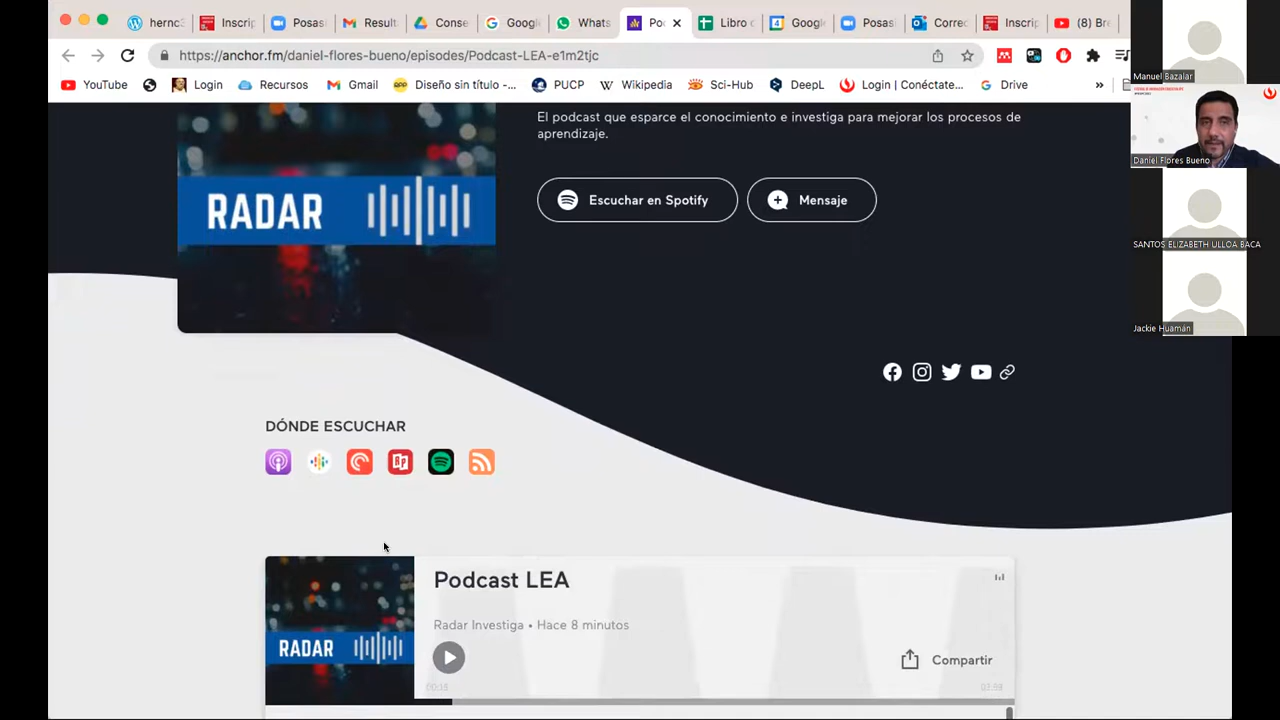 hernc
Inscrip
Posas
Result
Conse
Googl
Whats
Po
Libro
Googl
Posas
Correc
Inscrip
(8) Br
https://anchor.fm/daniel-flores-bueno/episodes/Podcast-LEA-e1m2tjc
YouTube
Login
Recursos
Gmail
Diseño sin título -...
PUCP
Wikipedia
Sci-Hub
DeepL
Login | Conéctate...
Drive
»
Manuel Bazalar
Daniel Flores Bueno
SANTOS ELIZABETH ULLOA BACA
Jackie Huamán
El podcast que esparce el conocimiento e investiga para mejorar los procesos de
aprendizaje.
RADAR
Escuchar en Spotify
Mensaje
DÓNDE ESCUCHAR
Podcast LEA
Radar Investiga • Hace 8 minutos
RADAR
Compartir